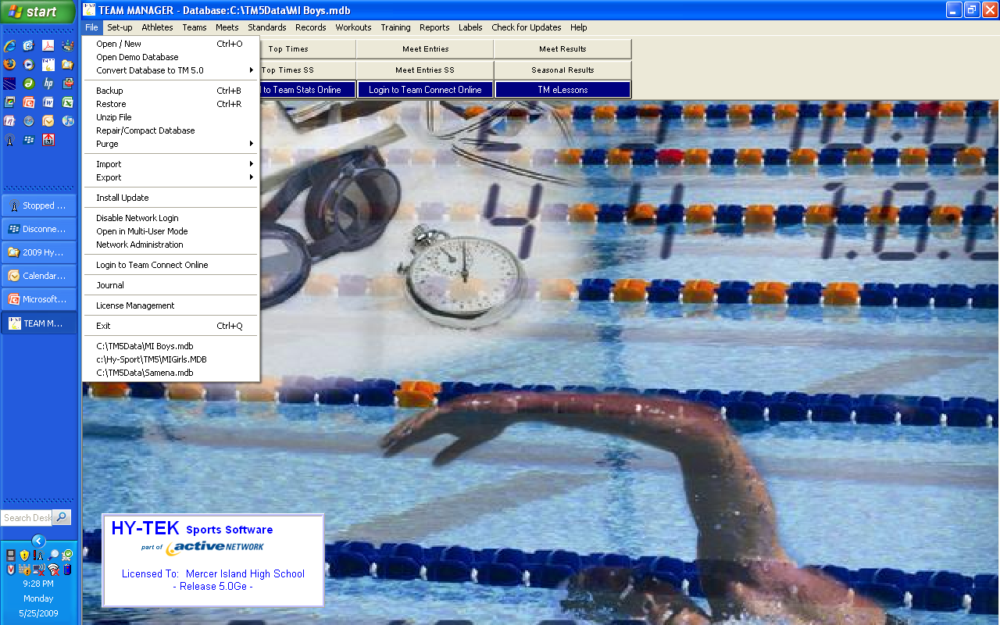 start
TEAM MANAGER - Database:C:\TM5Data\MI Boys.mdb
File Set-up Athletes Teams Meets Standards Records Workouts Training Reports Labels Check for Updates Help
Open / New Ctrl+O
Open Demo Database
Convert Database to TM 5.0
Backup Ctrl+B
Restore Ctrl+R
Unzip File
Repair/Compact Database
Purge
Import
Export
Install Update
Disable Network Login
Open in Multi-User Mode
Network Administration
Login to Team Connect Online
Journal
License Management
Exit Ctrl+Q
C:\TM5Data\MI Boys.mdb
c:\Hy-Sport\TM5\MIGirls.MDB
C:\TM5Data\Samena.mdb
Top Times Meet Entries Meet Results
Top Times SS Meet Entries SS Seasonal Results
to Team Stats Online Login to Team Connect Online TM eLessons
Stopped ...
Disconne...
2009 Hy...
Calendar...
Microsoft...
TEAM M...
Search Desk
9:28 PM
Monday
5/25/2009
HY-TEK Sports Software
part of active NETWORK
Licensed To: Mercer Island High School
- Release 5.0Ge -